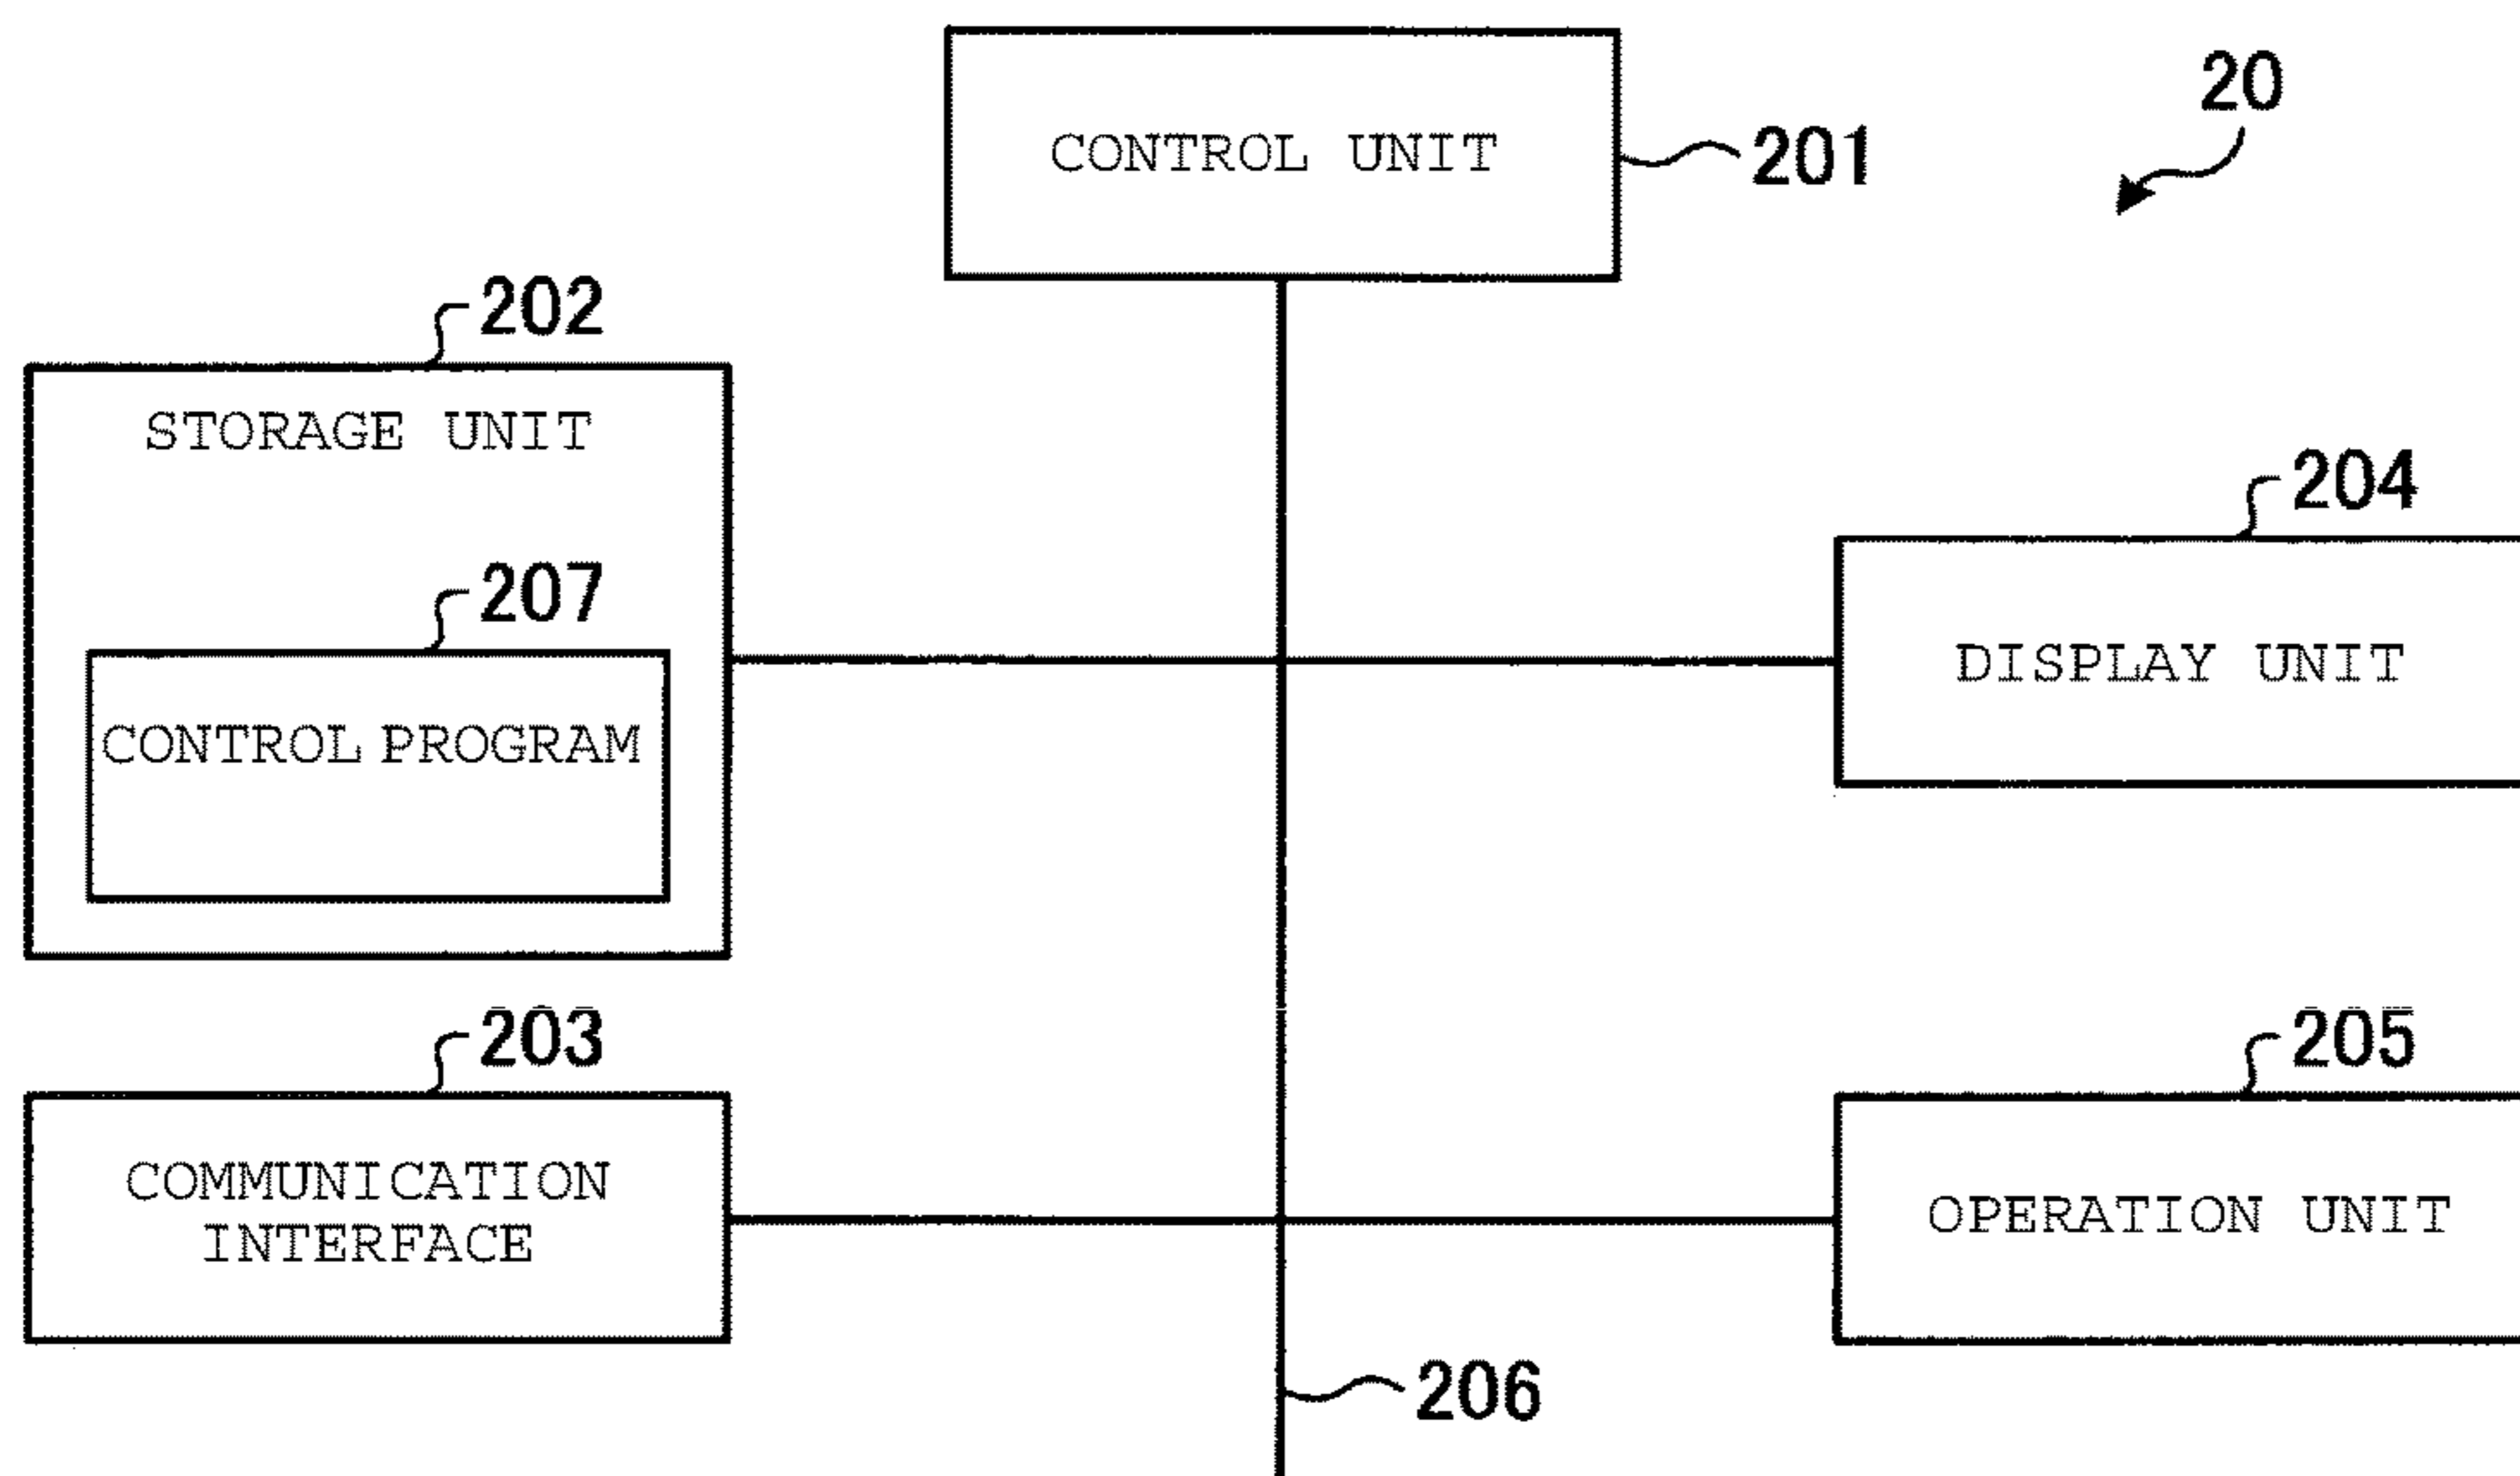 20
CONTROL UNIT
201
202
STORAGE UNIT
204
207
DISPLAY UNIT
CONTROL PROGRAM
203
205
COMMUNICATION
INTERFACE
OPERATION UNIT
206